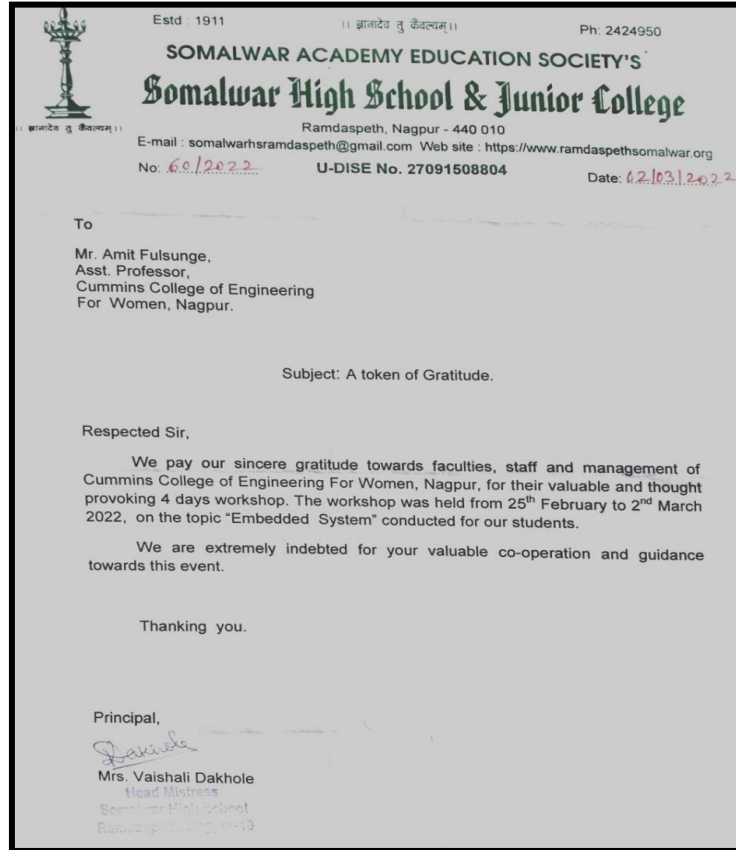 Estd : 1911
।। ज्ञानादेव तु कैवल्यम् ।।
Ph: 2424950
SOMALWAR ACADEMY EDUCATION SOCIETY'S
Somalwar High School & Junior College
।। ज्ञानादेव तु कैवल्यम् ।।
Ramdaspeth, Nagpur - 440 010
E-mail : somalwarhsramdaspeth@gmail.com Web site : https://www.ramdaspethsomalwar.org
No: 60/2022
U-DISE No. 27091508804
Date: 02/03/2022
To
Mr. Amit Fulsunge,
Asst. Professor,
Cummins College of Engineering
For Women, Nagpur.
Subject: A token of Gratitude.
Respected Sir,
We pay our sincere gratitude towards faculties, staff and management of
Cummins College of Engineering For Women, Nagpur, for their valuable and thought
provoking 4 days workshop. The workshop was held from 25th February to 2nd March
2022, on the topic “Embedded System” conducted for our students.
We are extremely indebted for your valuable co-operation and guidance
towards this event.
Thanking you.
Principal,
Dakhole
Mrs. Vaishali Dakhole
Head Mistress
Somalwar High School